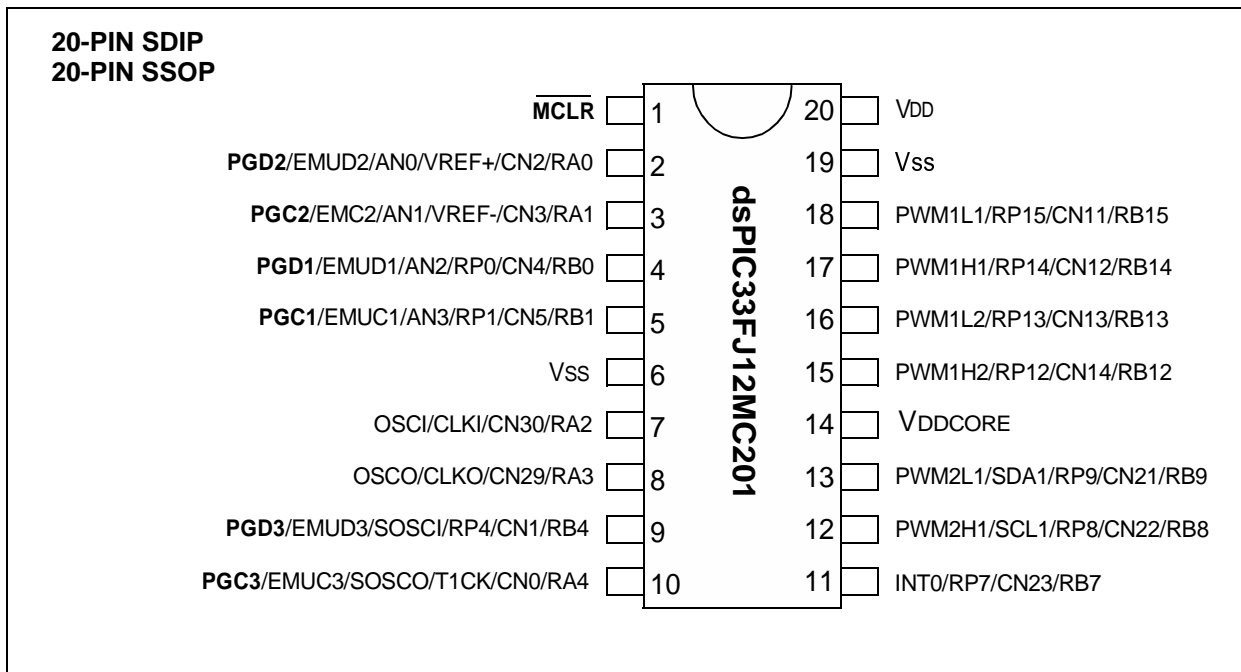 20-PIN SDIP
20-PIN SSOP
MCLR 1 20 VDD
PGD2/EMUD2/AN0/VREF+/CN2/RA0 2 19 Vss
PGC2/EMC2/AN1/VREF-/CN3/RA1 3 18 PWM1L1/RP15/CN11/RB15
PGD1/EMUD1/AN2/RP0/CN4/RB0 4 17 PWM1H1/RP14/CN12/RB14
PGC1/EMUC1/AN3/RP1/CN5/RB1 5 16 PWM1L2/RP13/CN13/RB13
VSS 6 15 PWM1H2/RP12/CN14/RB12
OSCI/CLKI/CN30/RA2 7 14 VDDCORE
OSCO/CLKO/CN29/RA3 8 13 PWM2L1/SDA1/RP9/CN21/RB9
PGD3/EMUD3/SOSCI/RP4/CN1/RB4 9 12 PWM2H1/SCL1/RP8/CN22/RB8
PGC3/EMUC3/SOSCO/T1CK/CN0/RA4 10 11 INT0/RP7/CN23/RB7
dsPIC33FJ12MC201